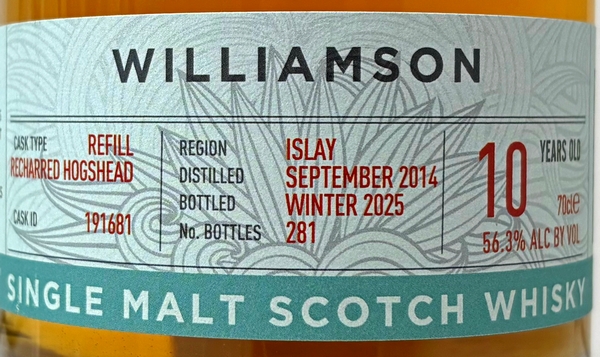 WILLIAMSON
CASK TYPE REFILL
RECHARRED HOGSHEAD
CASK ID 191681
REGION ISLAY
DISTILLED SEPTEMBER 2014
BOTTLED WINTER 2025
No. BOTTLES 281
10 YEARS OLD
70cl℮
56.3% ALC BY VOL
SINGLE MALT SCOTCH WHISKY